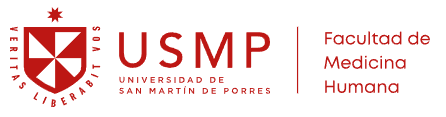 VERITAS LIBERABIT VOS
USMP
UNIVERSIDAD DE
SAN MARTÍN DE PORRES
Facultad de
Medicina
Humana